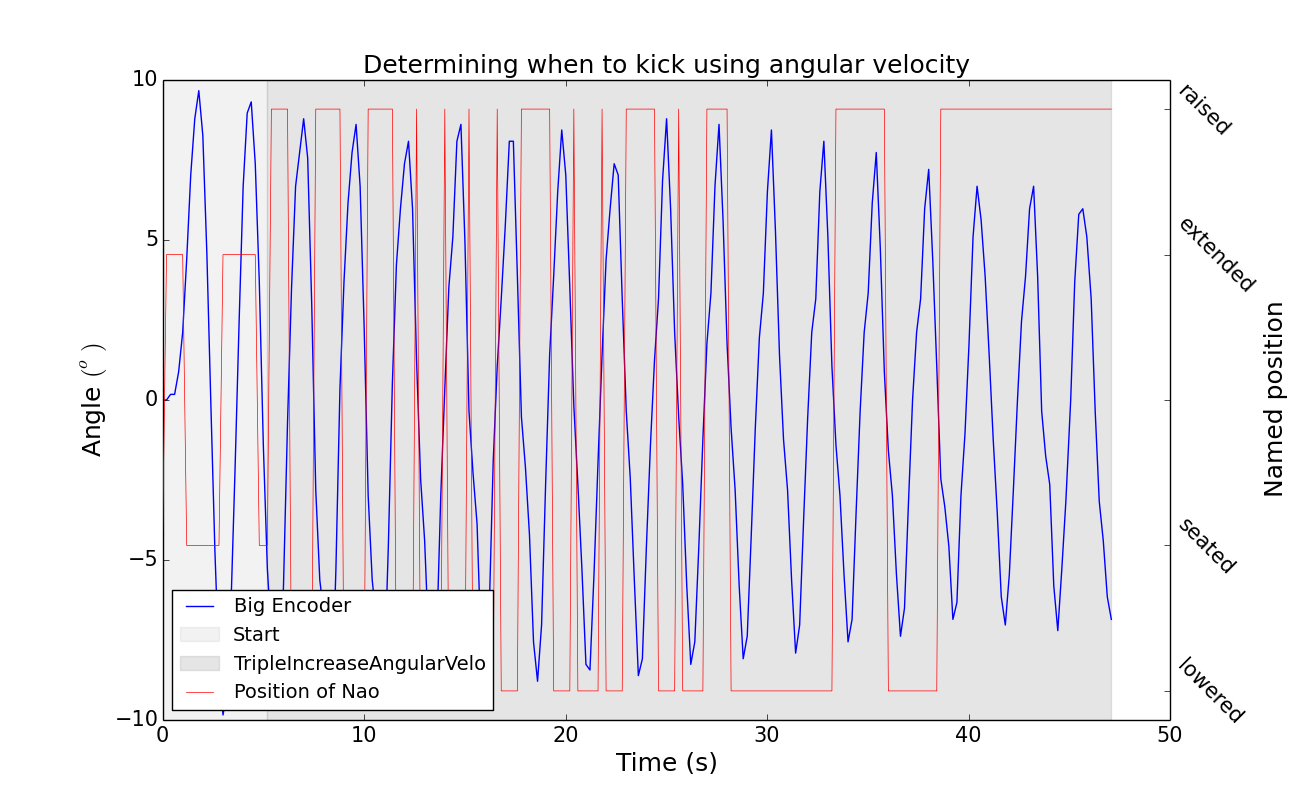 Determining when to kick using angular velocity
10
5
0
−5
−10
Angle (°)
0
10
20
30
40
50
Time (s)
raised
extended
seated
lowered
Named position
Big Encoder
Start
TripleIncreaseAngularVelo
Position of Nao